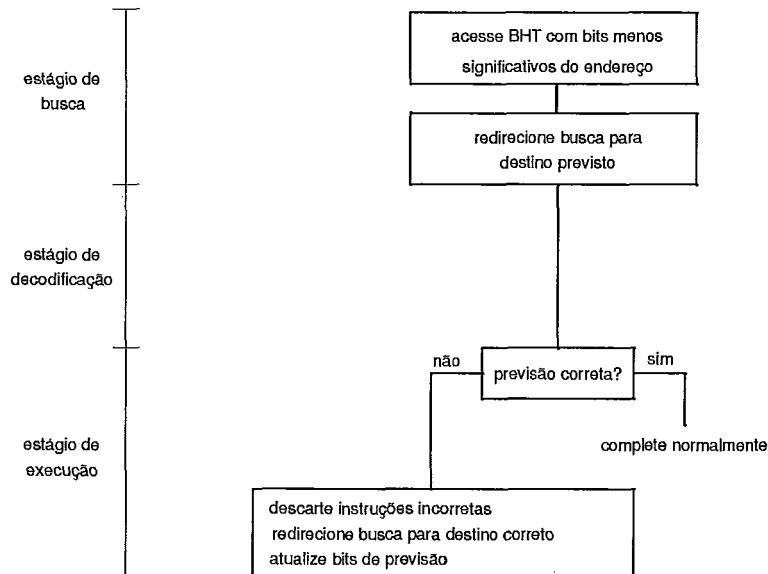 acesse BHT com bits menos
significativos do endereço
estágio de
busca
redirecione busca para
destino previsto
estágio de
decodificação
não
previsão correta?
sim
complete normalmente
estágio de
execução
descarte instruções incorretas
redirecione busca para destino correto
atualize bits de previsão